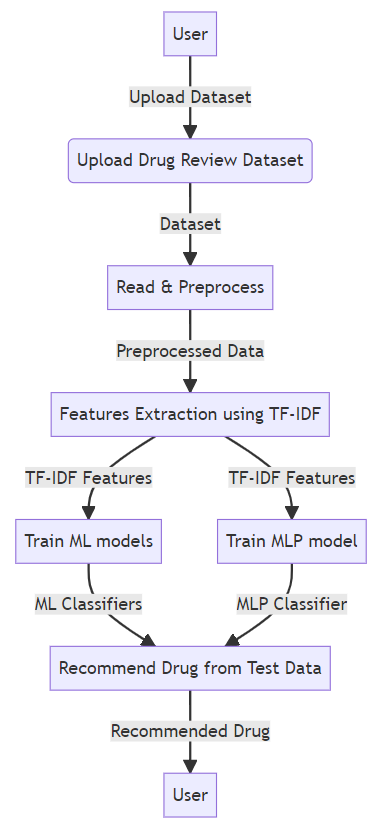 User
Upload Dataset
Upload Drug Review Dataset
Dataset
Read & Preprocess
Preprocessed Data
Features Extraction using TF-IDF
TF-IDF Features
TF-IDF Features
Train ML models
Train MLP model
ML Classifiers
MLP Classifier
Recommend Drug from Test Data
Recommended Drug
User